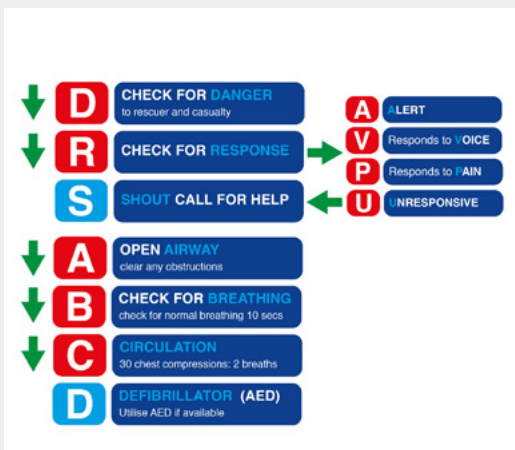 D
CHECK FOR DANGER
to rescuer and casualty
R
CHECK FOR RESPONSE
S
SHOUT CALL FOR HELP
A
ALERT
V
Responds to VOICE
P
Responds to PAIN
U
UNRESPONSIVE
A
OPEN AIRWAY
clear any obstructions
B
CHECK FOR BREATHING
check for normal breathing 10 secs
C
CIRCULATION
30 chest compressions: 2 breaths
D
DEFIBRILLATOR (AED)
Utilise AED if available